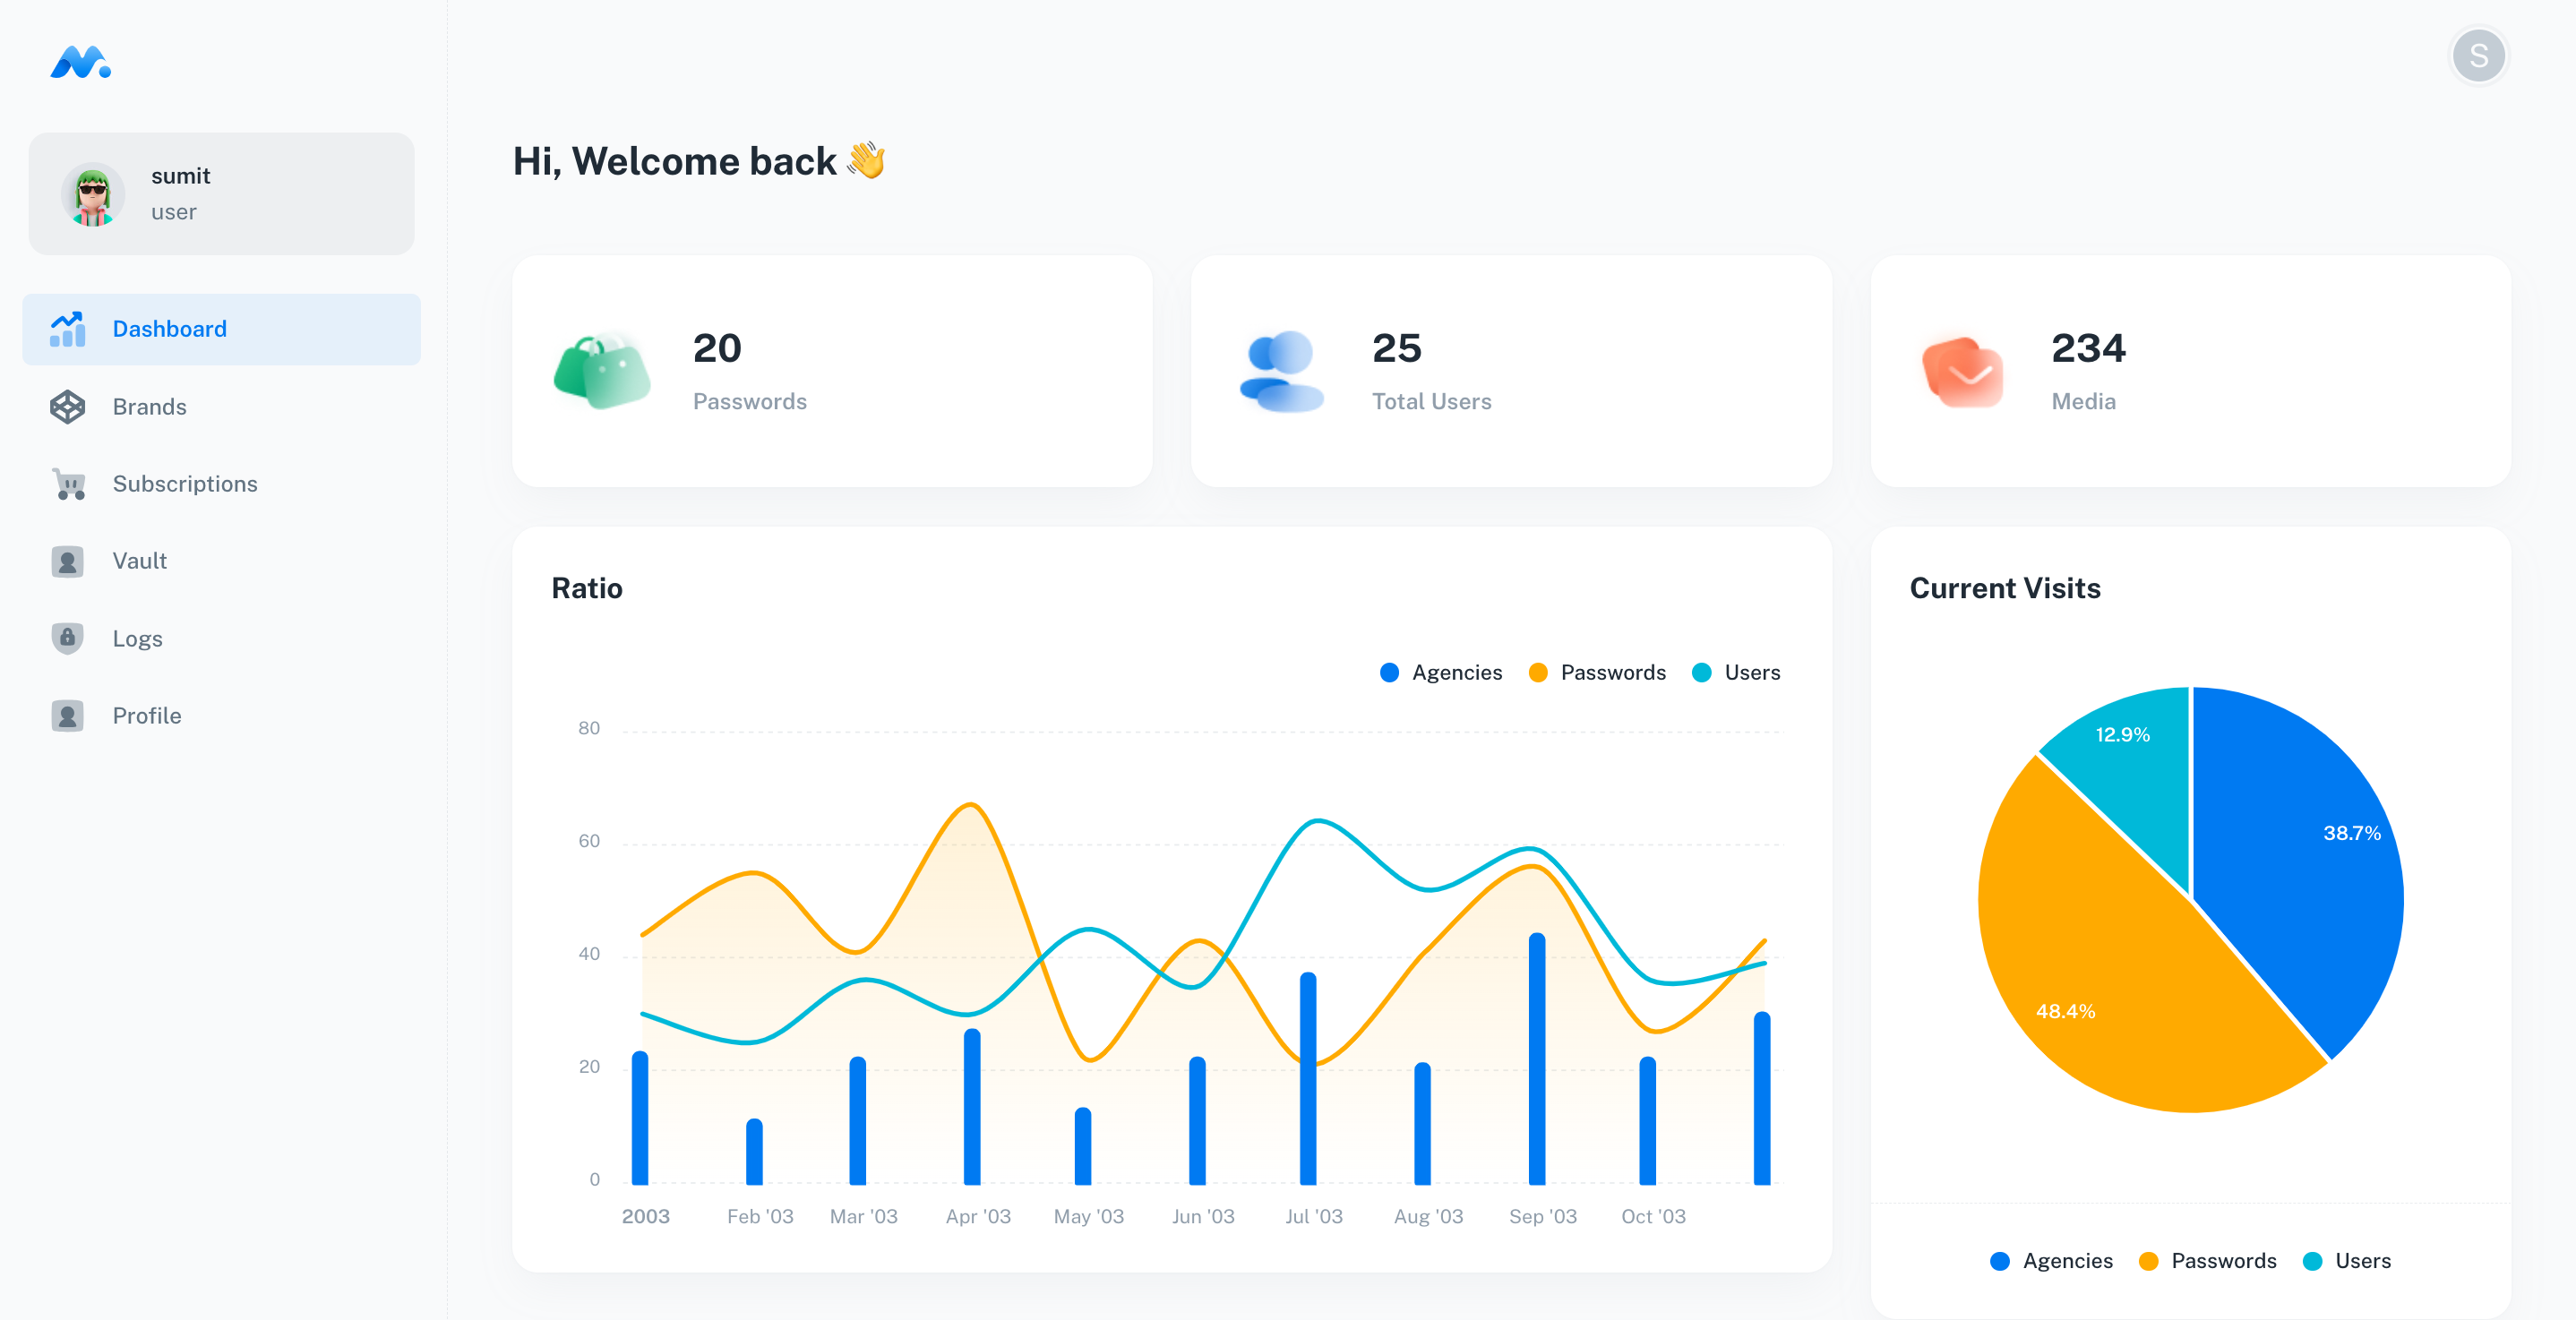 S
sumit
user
Dashboard
Brands
Subscriptions
Vault
Logs
Profile
Hi, Welcome back 👋
20
Passwords
25
Total Users
234
Media
Ratio
Agencies Passwords Users
80
60
40
20
0
2003 Feb '03 Mar '03 Apr '03 May '03 Jun '03 Jul '03 Aug '03 Sep '03 Oct '03
Current Visits
12.9%
38.7%
48.4%
Agencies Passwords Users